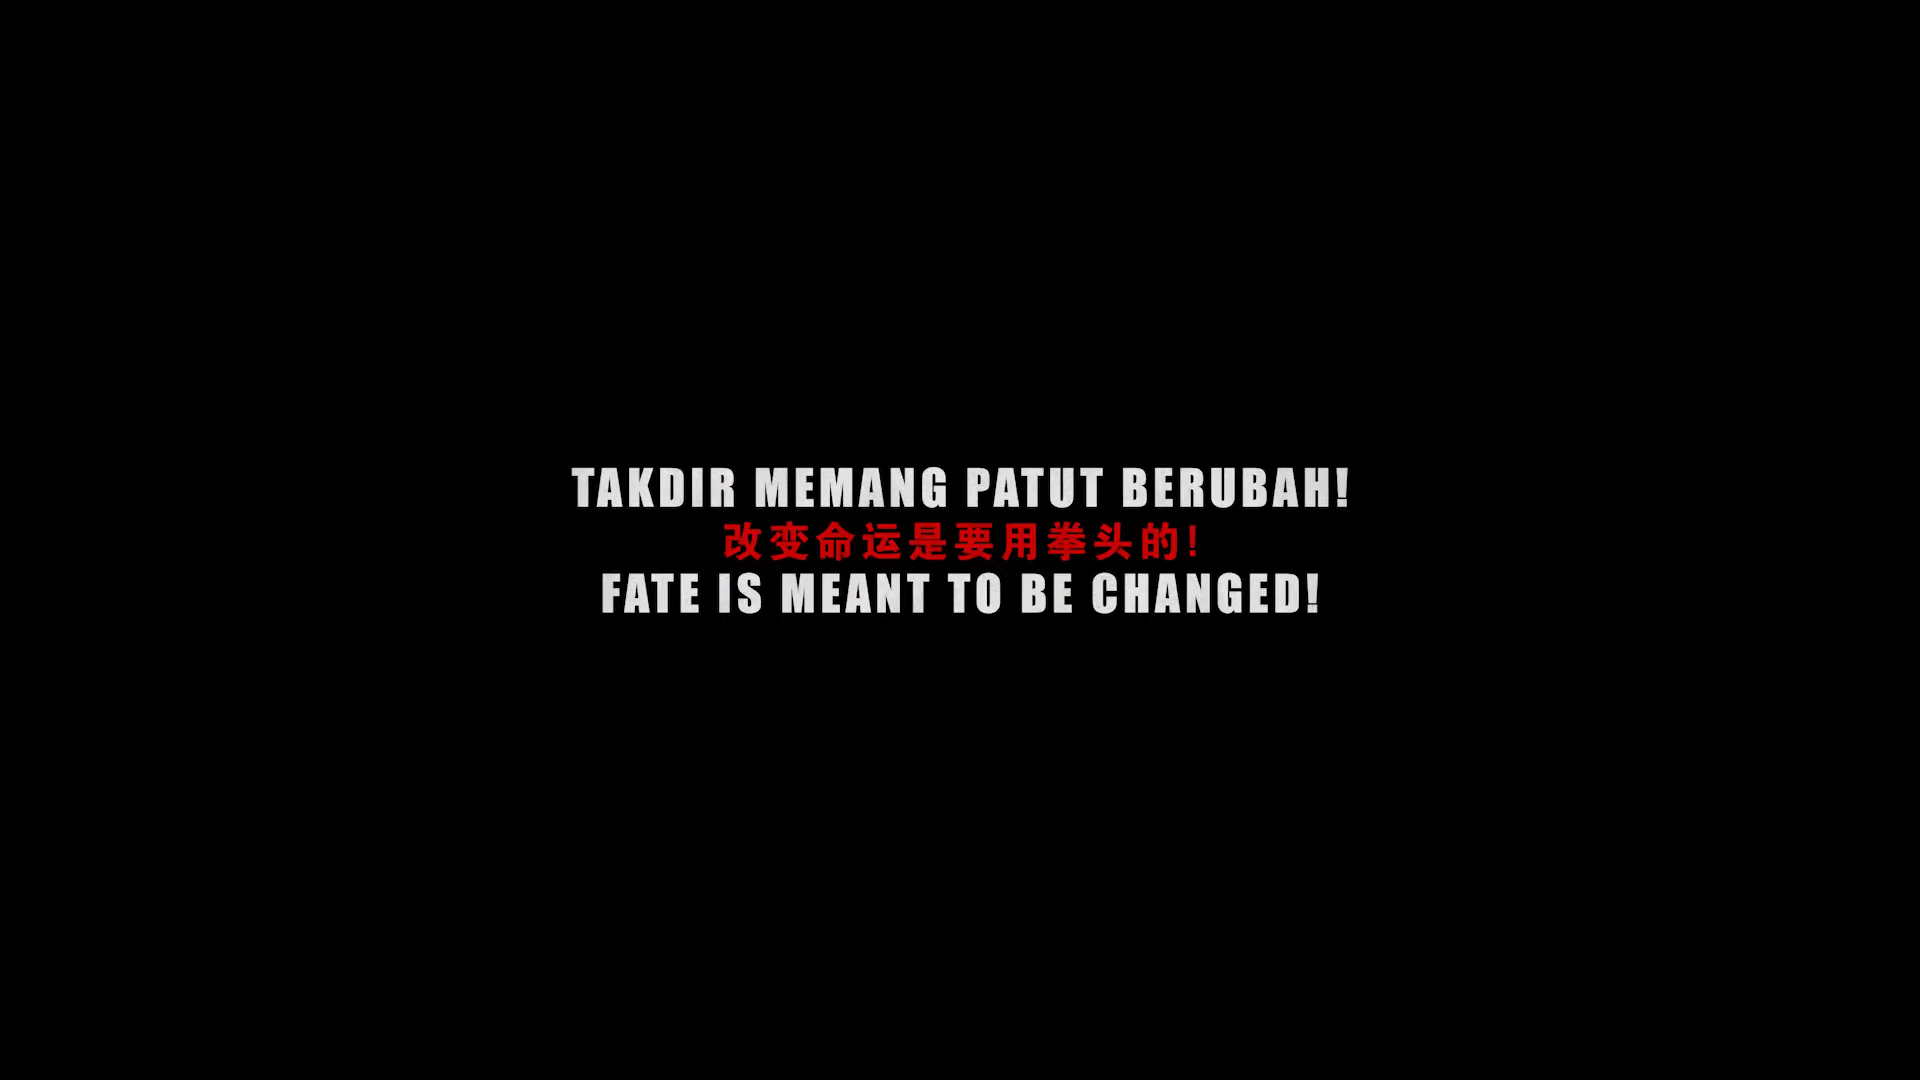 TAKDIR MEMANG PATUT BERUBAH!
改变命运是要用拳头的!
FATE IS MEANT TO BE CHANGED!